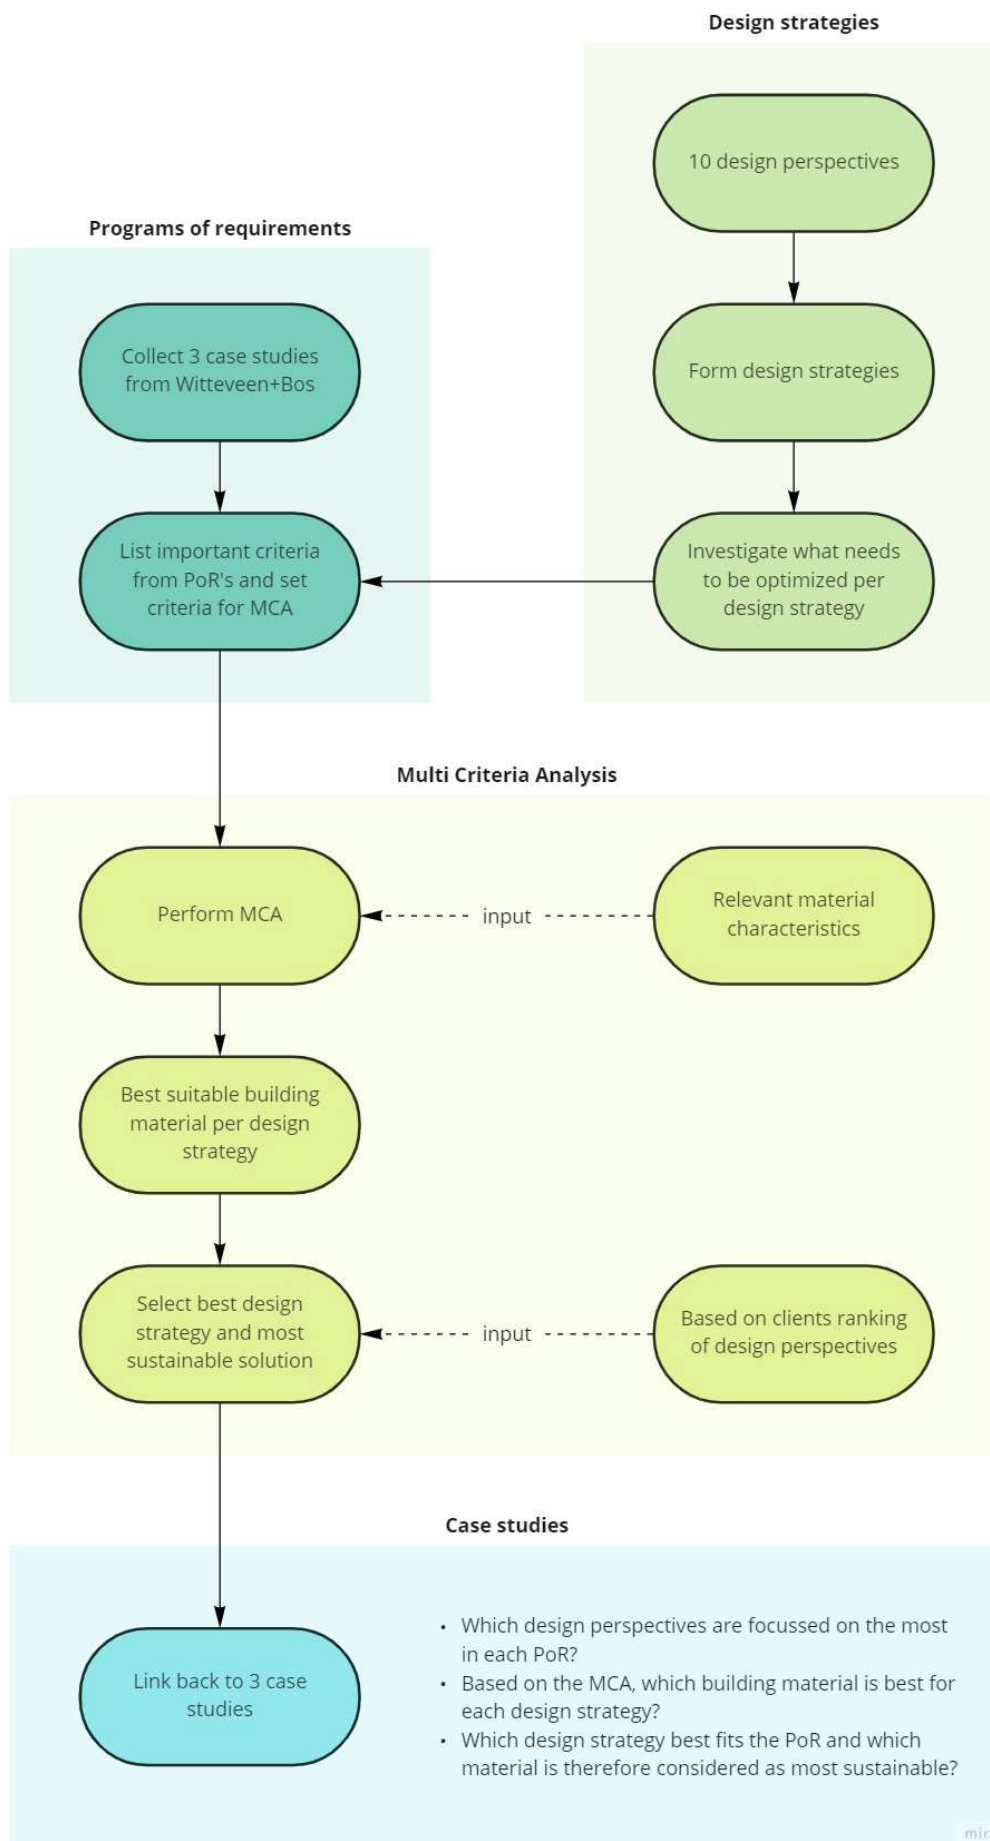 Design strategies
10 design perspectives
Programs of requirements
Collect 3 case studies
from Witteveen+Bos
Form design strategies
List important criteria
from PoR's and set
criteria for MCA
Investigate what needs
to be optimized per
design strategy
Multi Criteria Analysis
Perform MCA
input
Relevant material
characteristics
Best suitable building
material per design
strategy
Select best design
strategy and most
sustainable solution
input
Based on clients ranking
of design perspectives
Case studies
Link back to 3 case
studies
• Which design perspectives are focussed on the most
in each PoR?
• Based on the MCA, which building material is best for
each design strategy?
• Which design strategy best fits the PoR and which
material is therefore considered as most sustainable?